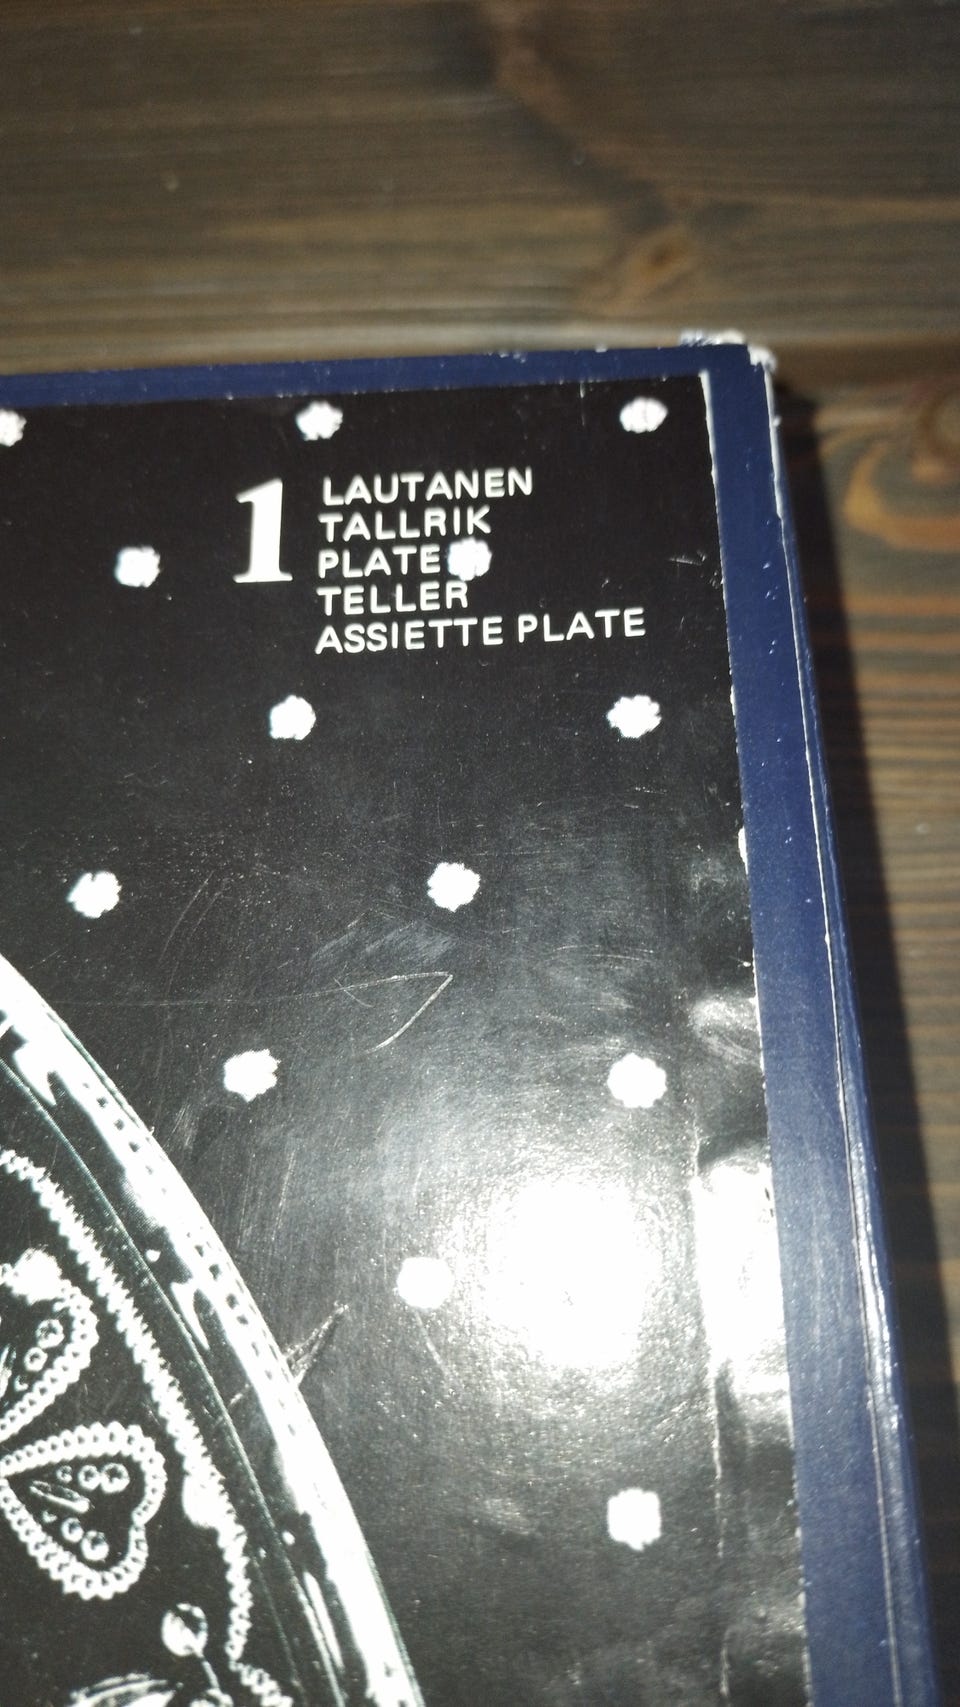 1 LAUTANEN
TALLRIK
PLATE
TELLER
ASSIETTE PLATE